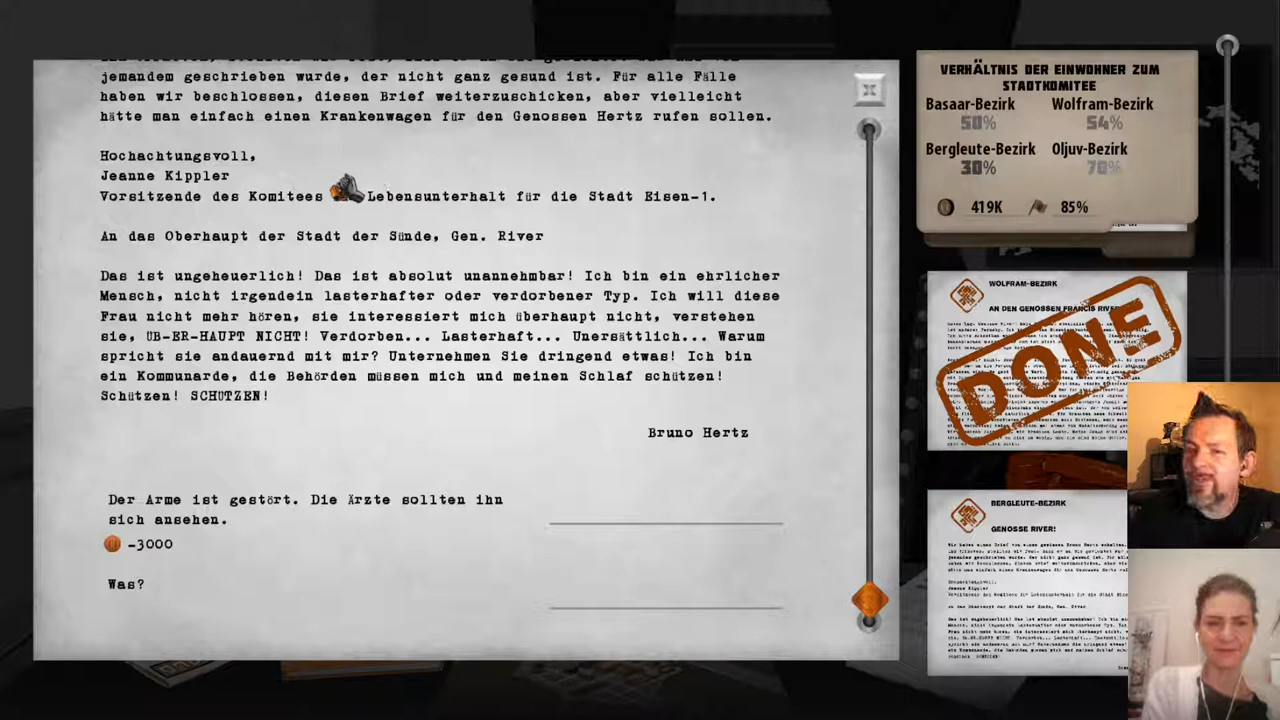 jemandem geschrieben wurde, der nicht ganz gesund ist. Für alle Fälle
haben wir beschlossen, diesen Brief weiterzuschicken, aber vielleicht
hätte man einfach einen Krankenwagen für den Genossen Hertz rufen sollen.
Hochachtungsvoll,
Jeanne Kippler
Vorsitzende des Komitees Lebensunterhalt für die Stadt Eisen-1.
An das Oberhaupt der Stadt der Sünde, Gen. River
Das ist ungeheuerlich! Das ist absolut unannehmbar! Ich bin ein ehrlicher
Mensch, nicht irgendein lasterhafter oder verdorbener Typ. Ich will diese
Frau nicht mehr hören, sie interessiert mich überhaupt nicht, verstehen
sie, ÜB-ER-HAUPT NICHT! Verdorben... Lasterhaft... Unersättlich... Warum
spricht sie andauernd mit mir? Unternehmen Sie dringend etwas! Ich bin
ein Kommunarde, die Behörden müssen mich und meinen Schlaf schützen!
Schützen! SCHÜTZEN!
Bruno Hertz
Der Arme ist gestört. Die Ärzte sollten ihn
sich ansehen.
-3000
Was?
VERHÄLTNIS DER EINWOHNER ZUM
STADTKOMITEE
Basaar-Bezirk Wolfram-Bezirk
50% 54%
Bergleute-Bezirk Oljuv-Bezirk
30% 70%
419K 85%
WOLFRAM-BEZIRK
AN DEN GENOSSEN FRANCIS RIVER
DONE
BERGLEUTE-BEZIRK
GENOSSE RIVER!